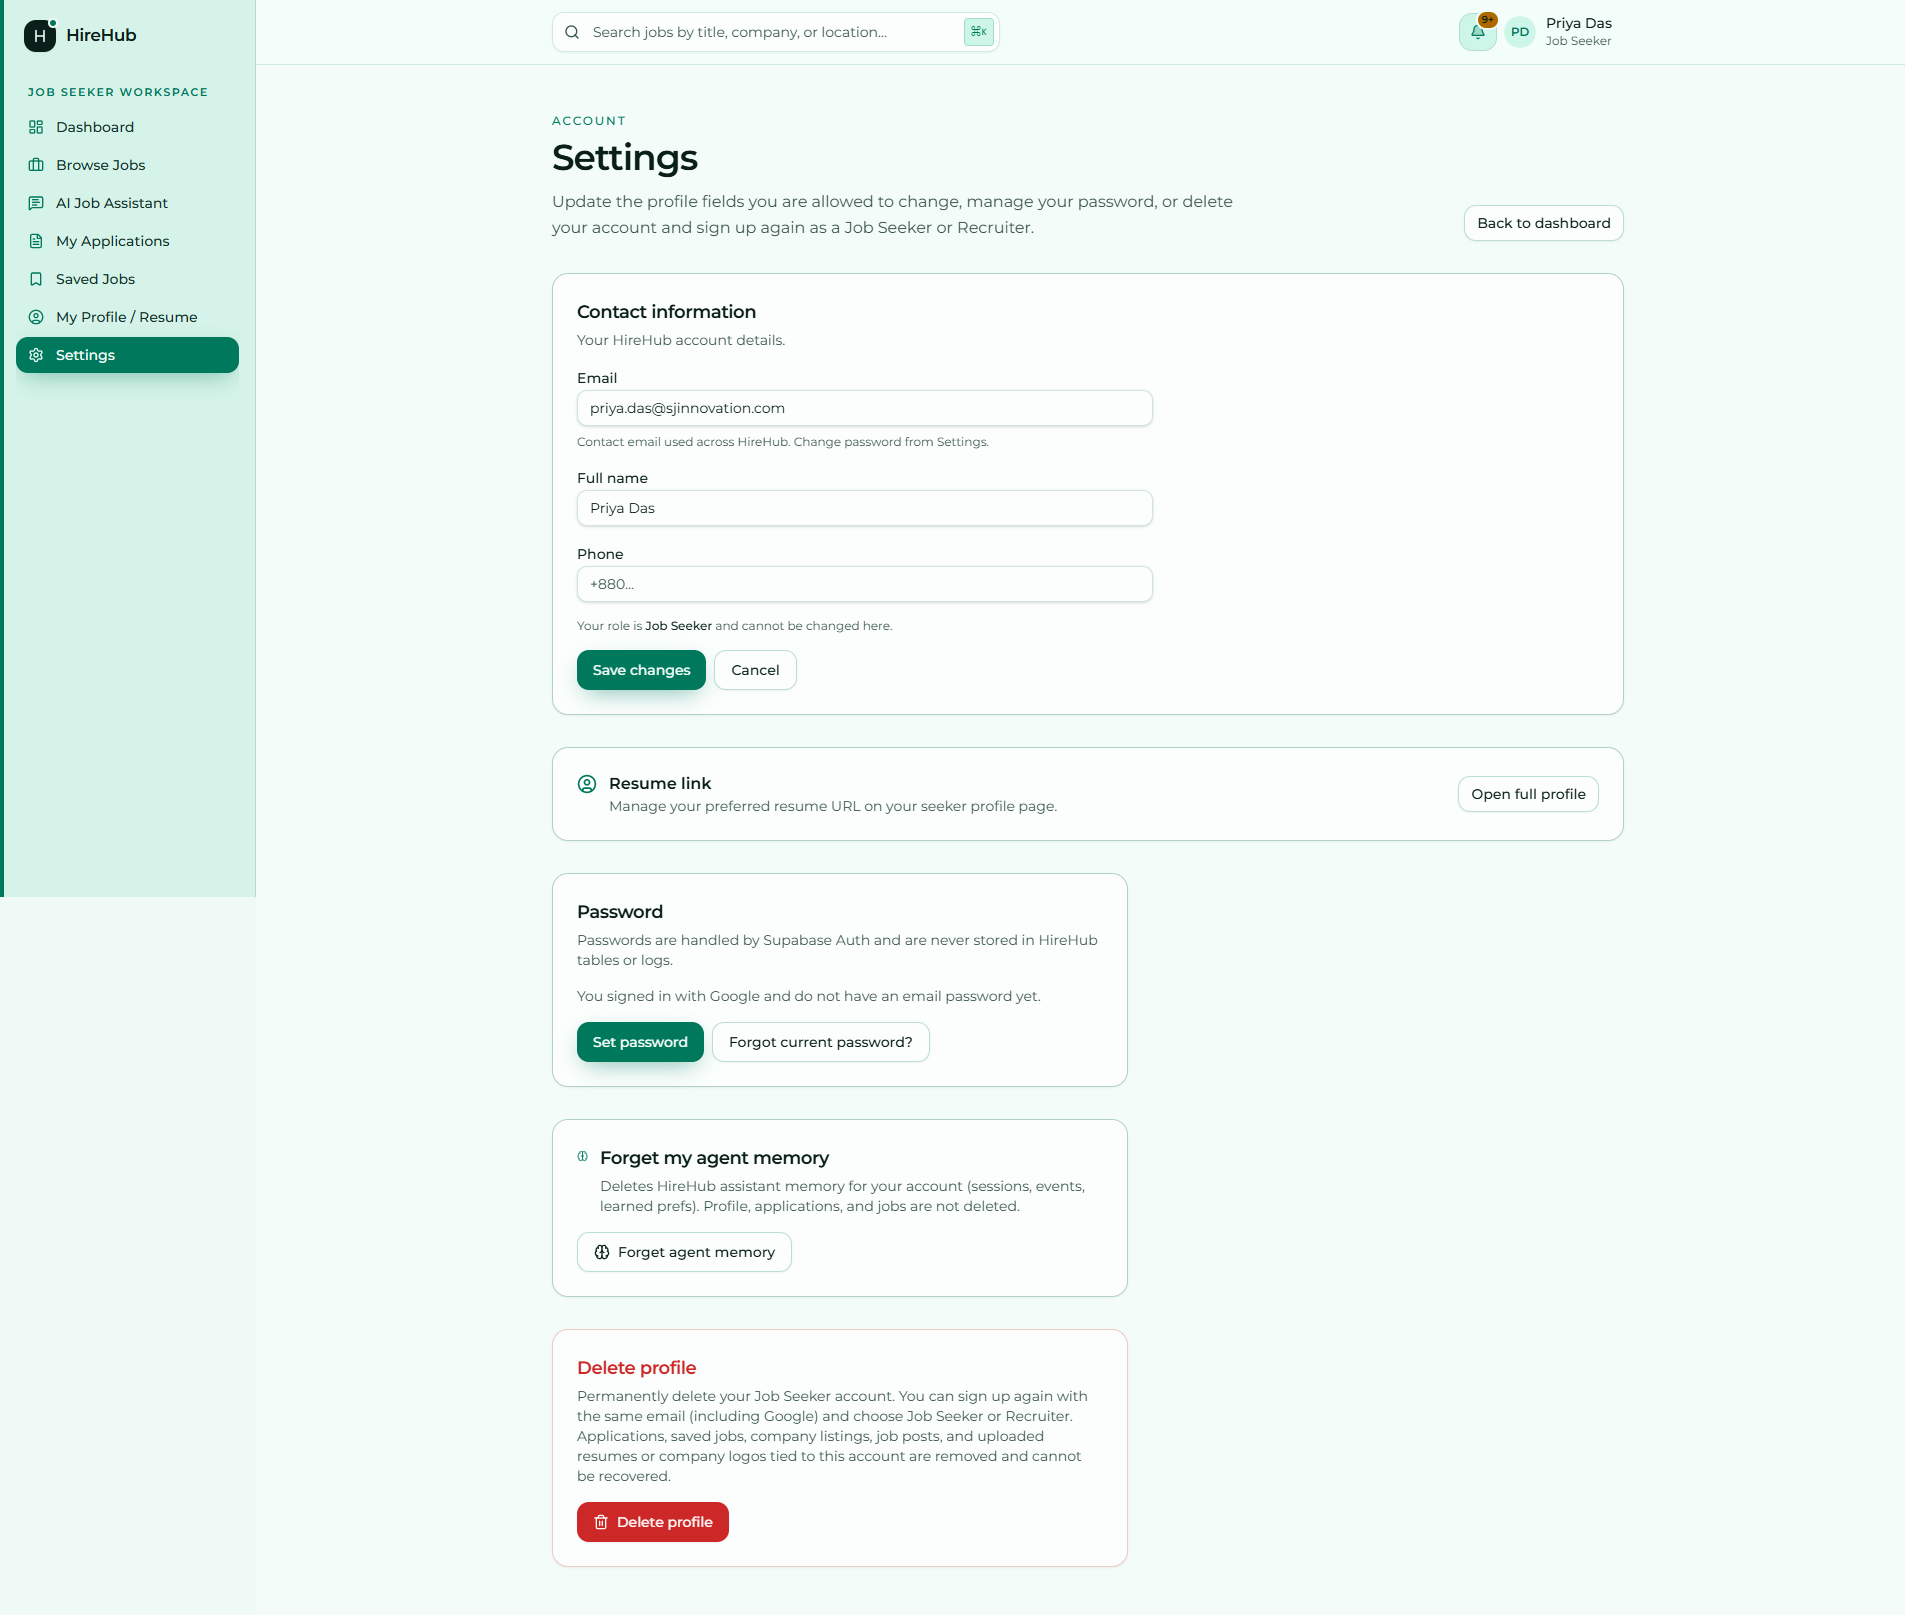 H HireHub
JOB SEEKER WORKSPACE
Dashboard
Browse Jobs
AI Job Assistant
My Applications
Saved Jobs
My Profile / Resume
Settings
Search jobs by title, company, or location...
⌘K
9+
PD
Priya Das
Job Seeker
ACCOUNT
Settings
Update the profile fields you are allowed to change, manage your password, or delete
your account and sign up again as a Job Seeker or Recruiter.
Back to dashboard
Contact information
Your HireHub account details.
Email
priya.das@sjinnovation.com
Contact email used across HireHub. Change password from Settings.
Full name
Priya Das
Phone
+880...
Your role is Job Seeker and cannot be changed here.
Save changes
Cancel
Resume link
Manage your preferred resume URL on your seeker profile page.
Open full profile
Password
Passwords are handled by Supabase Auth and are never stored in HireHub
tables or logs.
You signed in with Google and do not have an email password yet.
Set password
Forgot current password?
Forget my agent memory
Deletes HireHub assistant memory for your account (sessions, events,
learned prefs). Profile, applications, and jobs are not deleted.
Forget agent memory
Delete profile
Permanently delete your Job Seeker account. You can sign up again with
the same email (including Google) and choose Job Seeker or Recruiter.
Applications, saved jobs, company listings, job posts, and uploaded
resumes or company logos tied to this account are removed and cannot
be recovered.
Delete profile